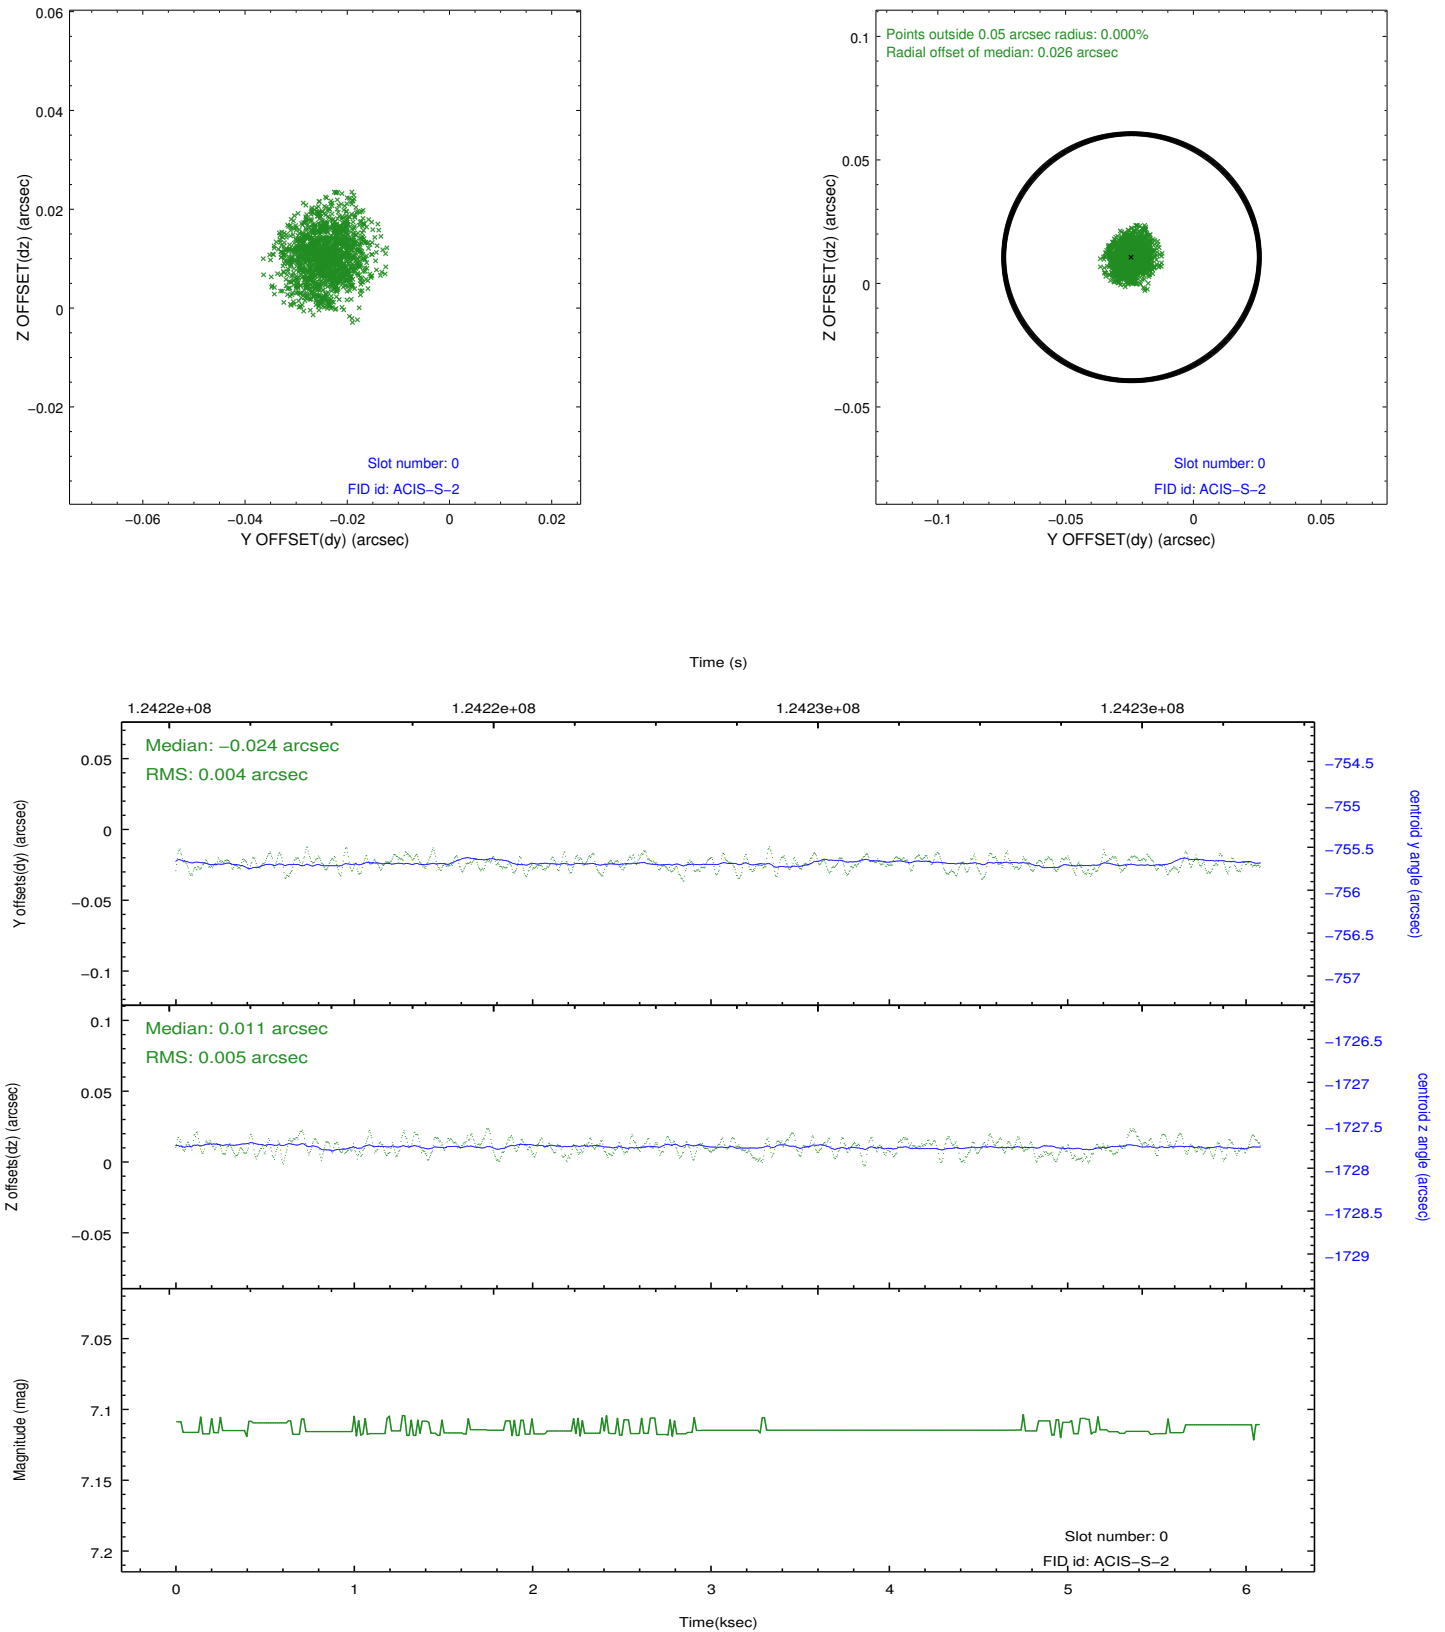 0.06
0.04
0.02
0
−0.02
Z OFFSET(dz) (arcsec)
Slot number: 0
FID id: ACIS−S−2
−0.06
−0.04
−0.02
0
0.02
Y OFFSET(dy) (arcsec)
Points outside 0.05 arcsec radius: 0.000%
Radial offset of median: 0.026 arcsec
0.1
0.05
0
−0.05
Z OFFSET(dz) (arcsec)
Slot number: 0
FID id: ACIS−S−2
−0.1
−0.05
0
0.05
Y OFFSET(dy) (arcsec)
Time (s)
1.2422e+08
1.2422e+08
1.2423e+08
1.2423e+08
Median: −0.024 arcsec
RMS: 0.004 arcsec
0.05
0
−0.05
−0.1
Y offsets(dy) (arcsec)
−754.5
−755
−755.5
−756
−756.5
−757
centroid y angle (arcsec)
Median: 0.011 arcsec
RMS: 0.005 arcsec
0.1
0.05
0
−0.05
Z offsets(dz) (arcsec)
−1726.5
−1727
−1727.5
−1728
−1728.5
−1729
centroid z angle (arcsec)
7.05
7.1
7.15
7.2
Magnitude (mag)
Slot number: 0
FID id: ACIS−S−2
0
1
2
3
4
5
6
Time(ksec)